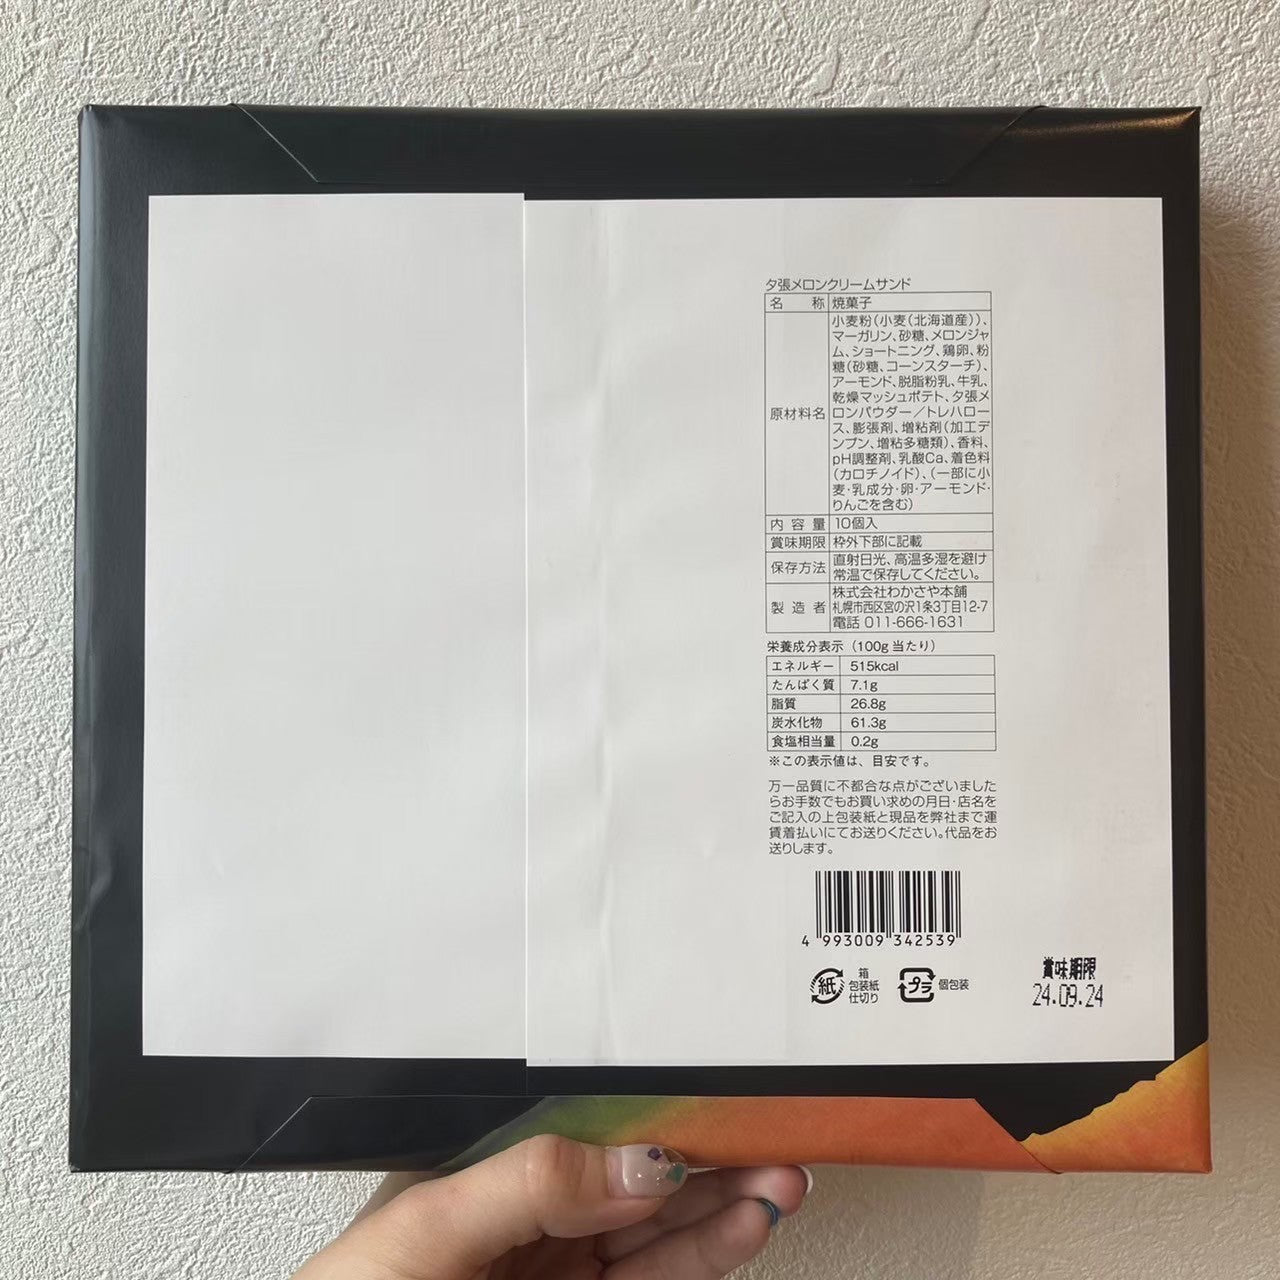 夕張メロンクリームサンド
名称 焼菓子
原材料名
小麦粉(小麦(北海道産))、
マーガリン、砂糖、メロンジャ
ム、ショートニング、鶏卵、粉
糖(砂糖、コーンスターチ)、
アーモンド、脱脂粉乳、牛乳、
乾燥マッシュポテト、夕張メ
ロンパウダー/トレハロー
ス、膨張剤、増粘剤(加工デ
ンプン、増粘多糖類)、香料、
pH調整剤、乳酸Ca、着色料
(カロチノイド)、(一部に小
麦・乳成分・卵・アーモンド・
りんごを含む)
内容量 10個入
賞味期限 枠外下部に記載
保存方法
直射日光、高温多湿を避け
常温で保存してください。
製造者
株式会社わかさや本舗
札幌市西区宮の沢1条3丁目12-7
電話 011-666-1631
栄養成分表示(100g当たり)
エネルギー 515kcal
たんぱく質 7.1g
脂質 26.8g
炭水化物 61.3g
食塩相当量 0.2g
※この表示値は、目安です。
万一品質に不都合な点がございました
らお手数でもお買い求めの月日・店名を
ご記入の上包装紙と現品を弊社まで運
賃着払いにてお送りください。代品をお
送りします。
4 993009 342539
紙
箱
包装紙
仕切り
プラ
個包装
賞味期限
24.09.24